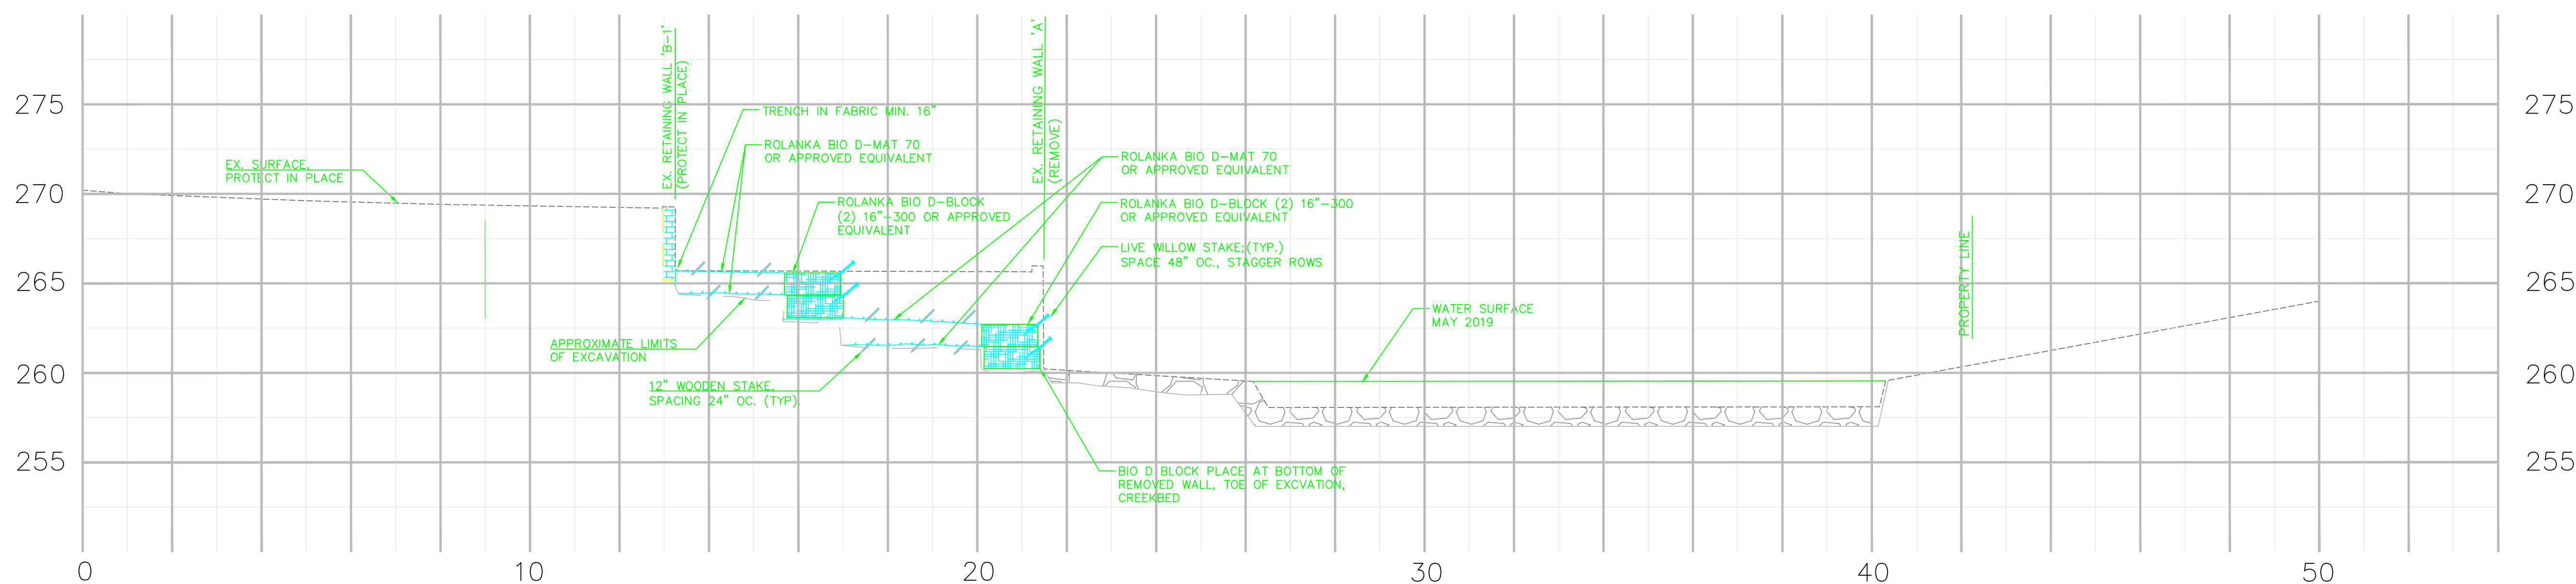 EX. RETAINING WALL 'B-1'
(PROTECT IN PLACE)
EX. RETAINING WALL 'A'
(REMOVE)
275
275
TRENCH IN FABRIC MIN. 16"
ROLANKA BIO D-MAT 70
OR APPROVED EQUIVALENT
ROLANKA BIO D-MAT 70
OR APPROVED EQUIVALENT
EX. SURFACE,
PROTECT IN PLACE
270
270
ROLANKA BIO D-BLOCK
(2) 16"-300 OR APPROVED
EQUIVALENT
ROLANKA BIO D-BLOCK (2) 16"-300
OR APPROVED EQUIVALENT
LIVE WILLOW STAKE;(TYP.)
SPACE 48" OC., STAGGER ROWS
PROPERTY LINE
265
265
WATER SURFACE
MAY 2019
APPROXIMATE LIMITS
OF EXCAVATION
260
260
12" WOODEN STAKE,
SPACING 24" OC. (TYP).
255
255
BIO D BLOCK PLACE AT BOTTOM OF
REMOVED WALL, TOE OF EXCVATION,
CREEKBED
0
10
20
30
40
50